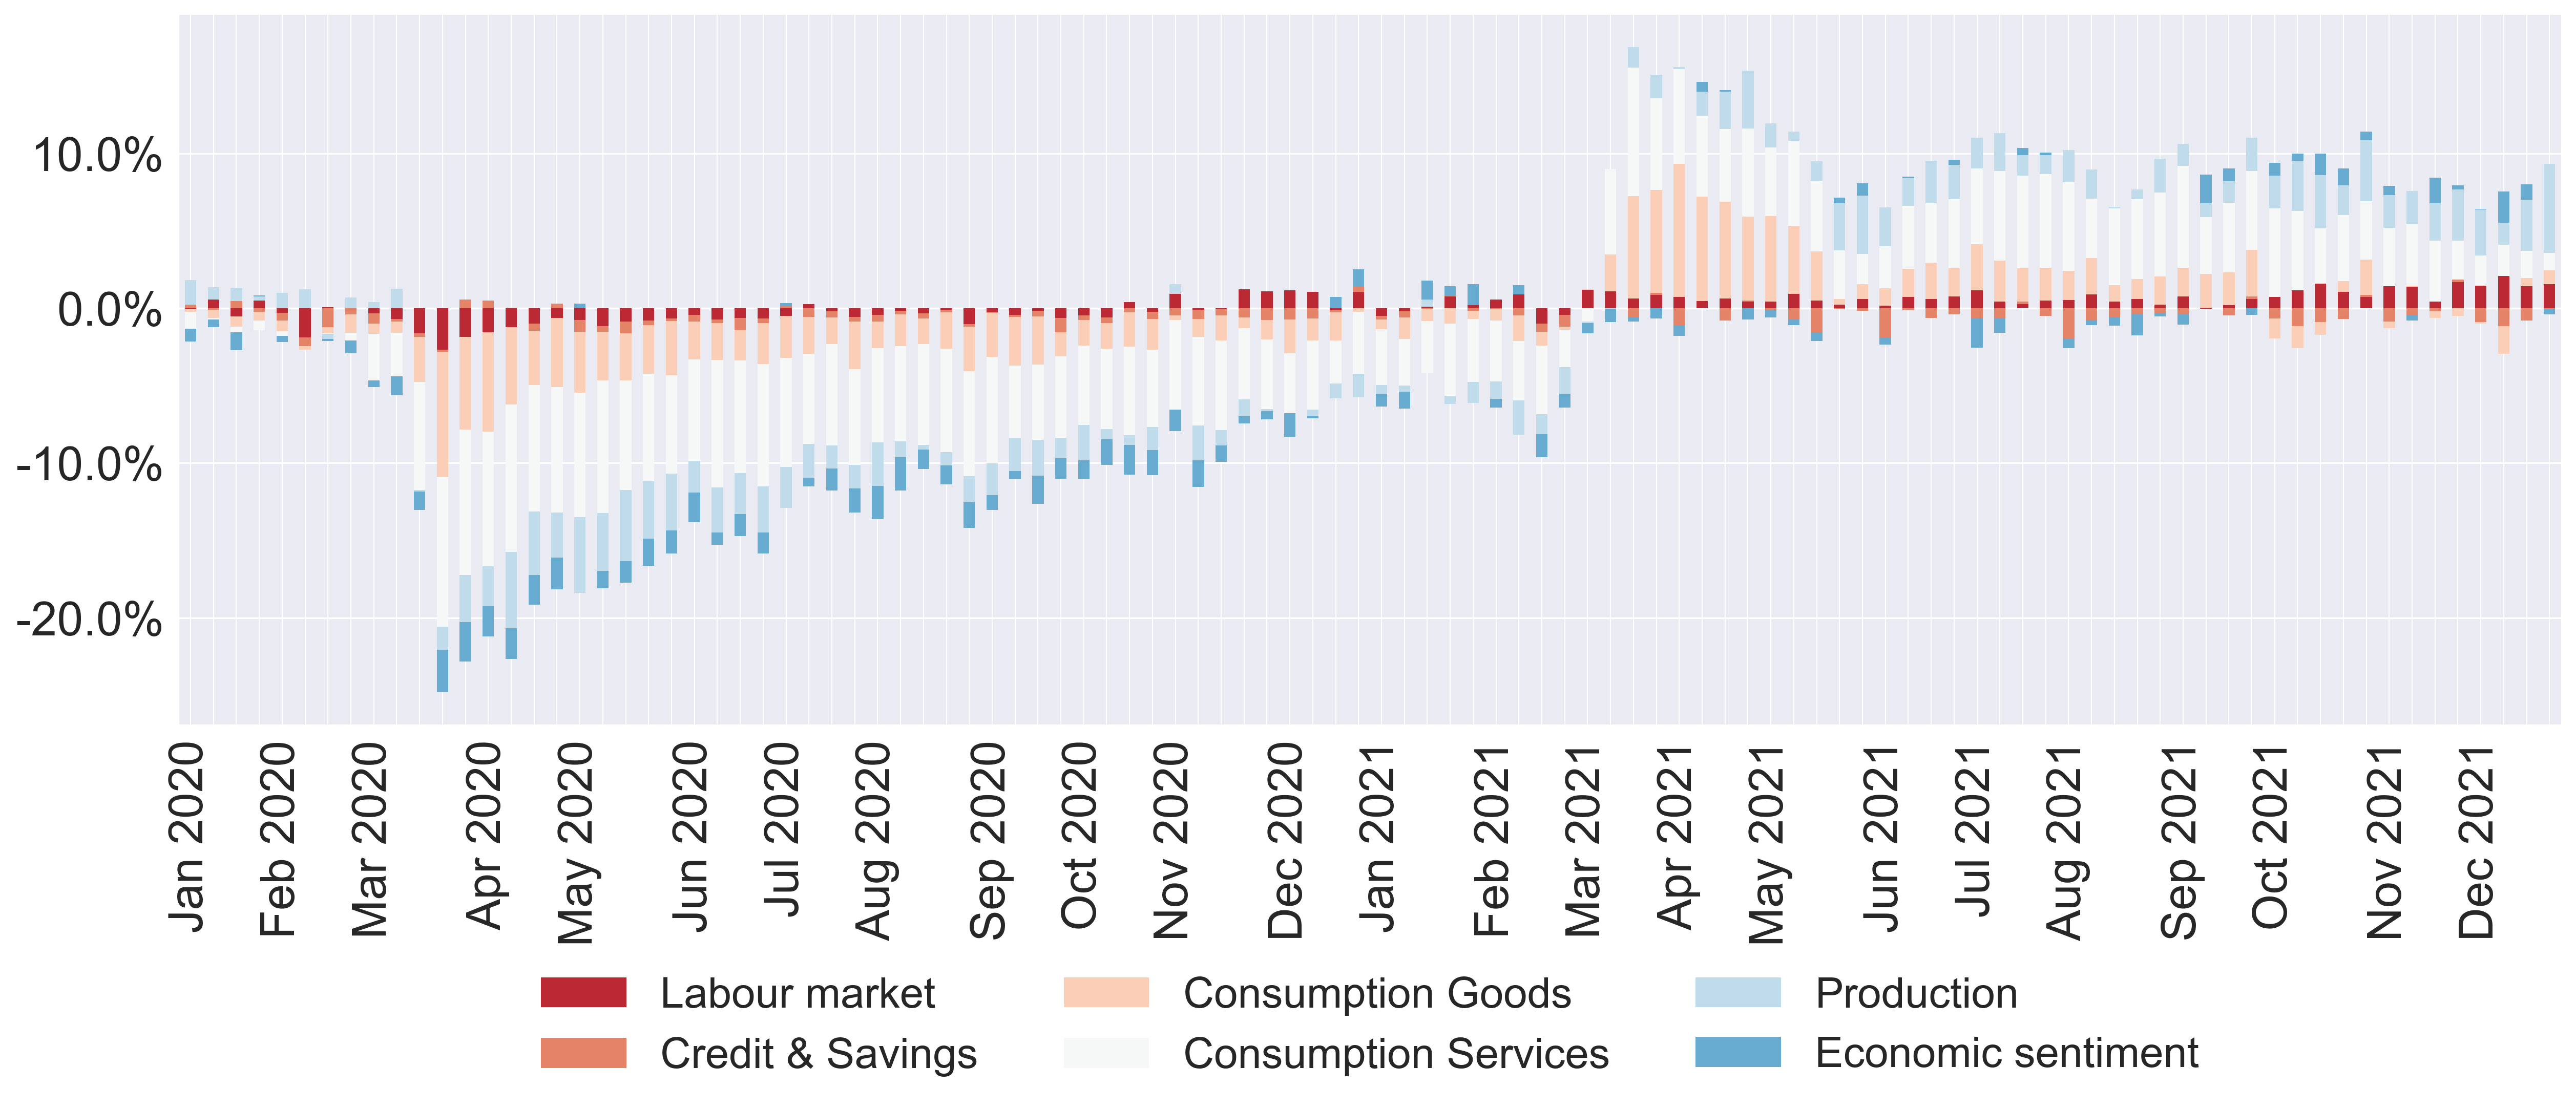 10.0%
0.0%
-10.0%
-20.0%
Jan 2020
Feb 2020
Mar 2020
Apr 2020
May 2020
Jun 2020
Jul 2020
Aug 2020
Sep 2020
Oct 2020
Nov 2020
Dec 2020
Jan 2021
Feb 2021
Mar 2021
Apr 2021
May 2021
Jun 2021
Jul 2021
Aug 2021
Sep 2021
Oct 2021
Nov 2021
Dec 2021
Labour market
Consumption Goods
Production
Credit & Savings
Consumption Services
Economic sentiment